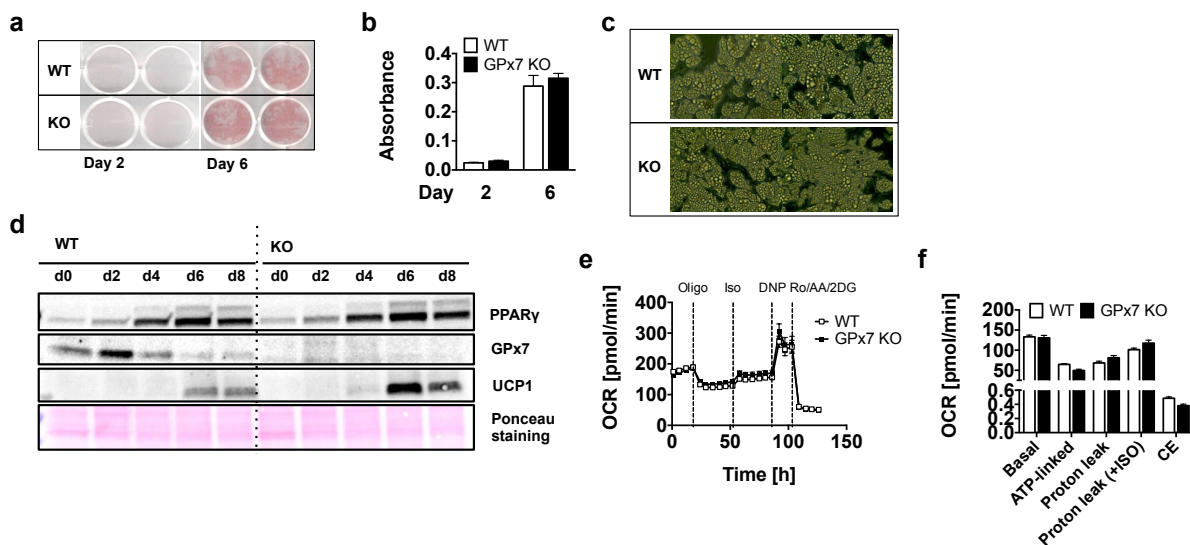 a
WT
KO
Day 2 Day 6
b
WT
GPx7 KO
Absorbance
0.4
0.3
0.2
0.1
0.0
Day 2 6
c
WT
KO
d
WT KO
d0 d2 d4 d6 d8 d0 d2 d4 d6 d8
PPARγ
GPx7
UCP1
Ponceau
staining
e
Oligo Iso DNP Ro/AA/2DG
WT
GPx7 KO
OCR [pmol/min]
400
300
200
100
0
0 50 100 150
Time [h]
f
WT GPx7 KO
OCR [pmol/min]
200
150
100
50
0.6
0.4
0.2
0.0
Basal
ATP-linked
Proton leak
Proton leak (+ISO)
CE